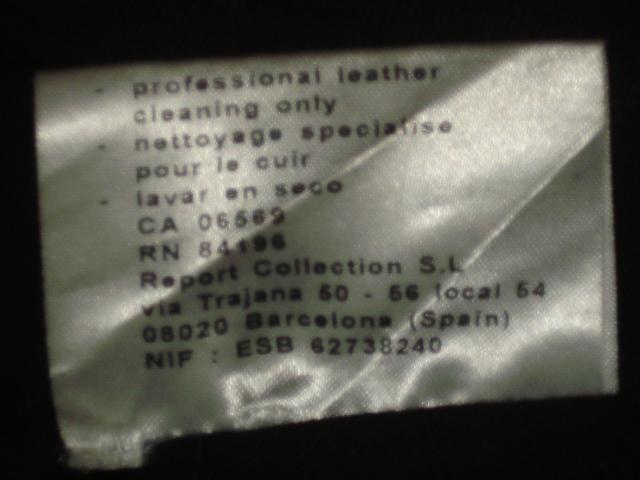 - professional leather
cleaning only
- nettoyage specialise
pour le cuir
- lavar en seco
CA 06569
RN 84196
Report Collection S.L
via Trajana 50 - 56 local 54
08020 Barcelona (Spain)
NIF : ESB 62738240